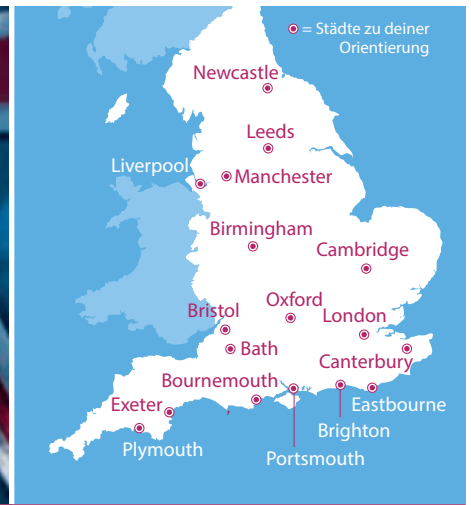 = Städte zu deiner
Orientierung
Newcastle
Leeds
Liverpool
Manchester
Birmingham
Cambridge
Oxford
Bristol
London
Bath
Canterbury
Bournemouth
Exeter
Eastbourne
Brighton
Plymouth
Portsmouth